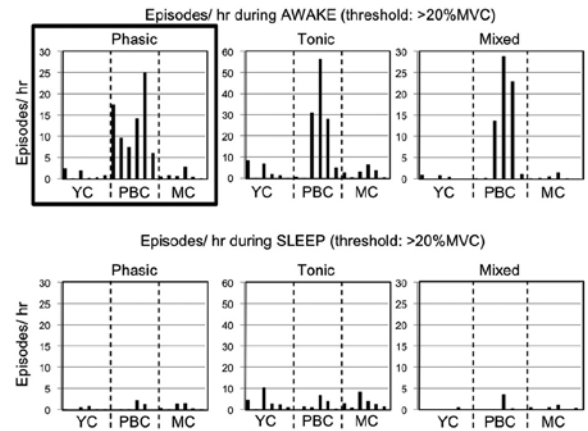 Episodes/ hr during AWAKE (threshold: >20%MVC)
Phasic Tonic Mixed
Episodes/ hr
30 60 30
25 50 25
20 40 20
15 30 15
10 20 10
5 10 5
0 0 0
YC PBC MC YC PBC MC YC PBC MC
Episodes/ hr during SLEEP (threshold: >20%MVC)
Phasic Tonic Mixed
Episodes/ hr
30 60 30
25 50 25
20 40 20
15 30 15
10 20 10
5 10 5
0 0 0
YC PBC MC YC PBC MC YC PBC MC